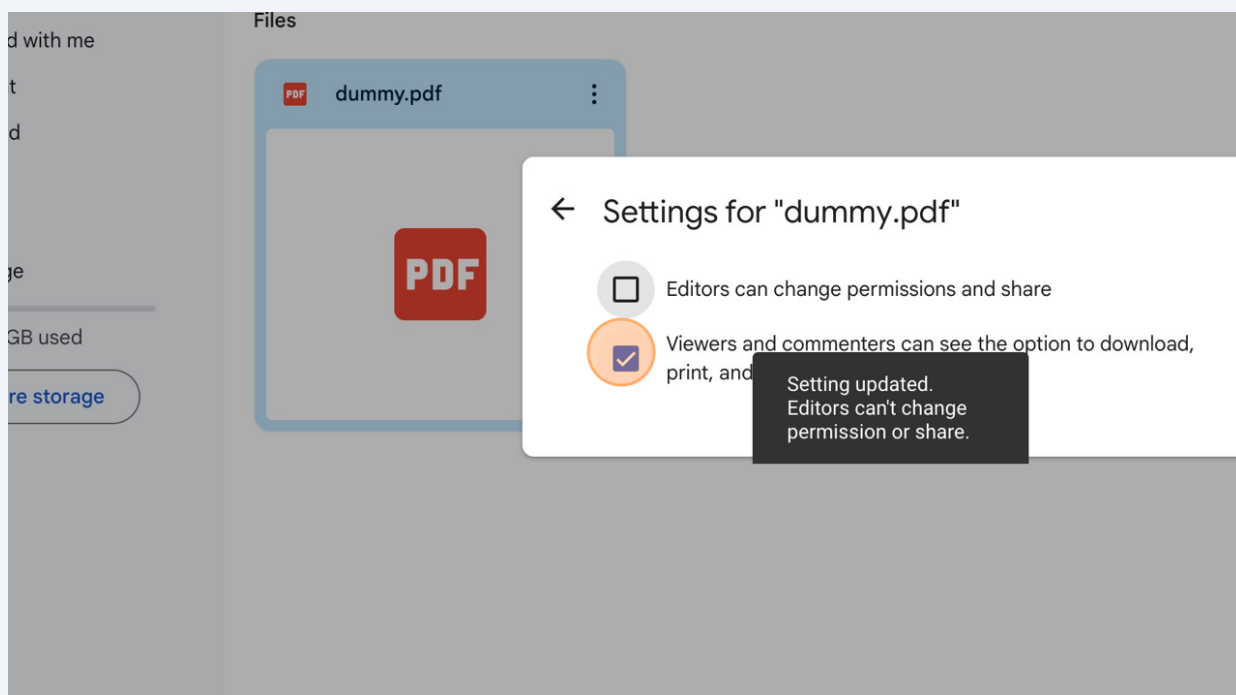 Files
d with me
t
d
ge
GB used
re storage
PDF dummy.pdf
PDF
Settings for "dummy.pdf"
Editors can change permissions and share
Viewers and commenters can see the option to download,
print, and
Setting updated.
Editors can't change
permission or share.